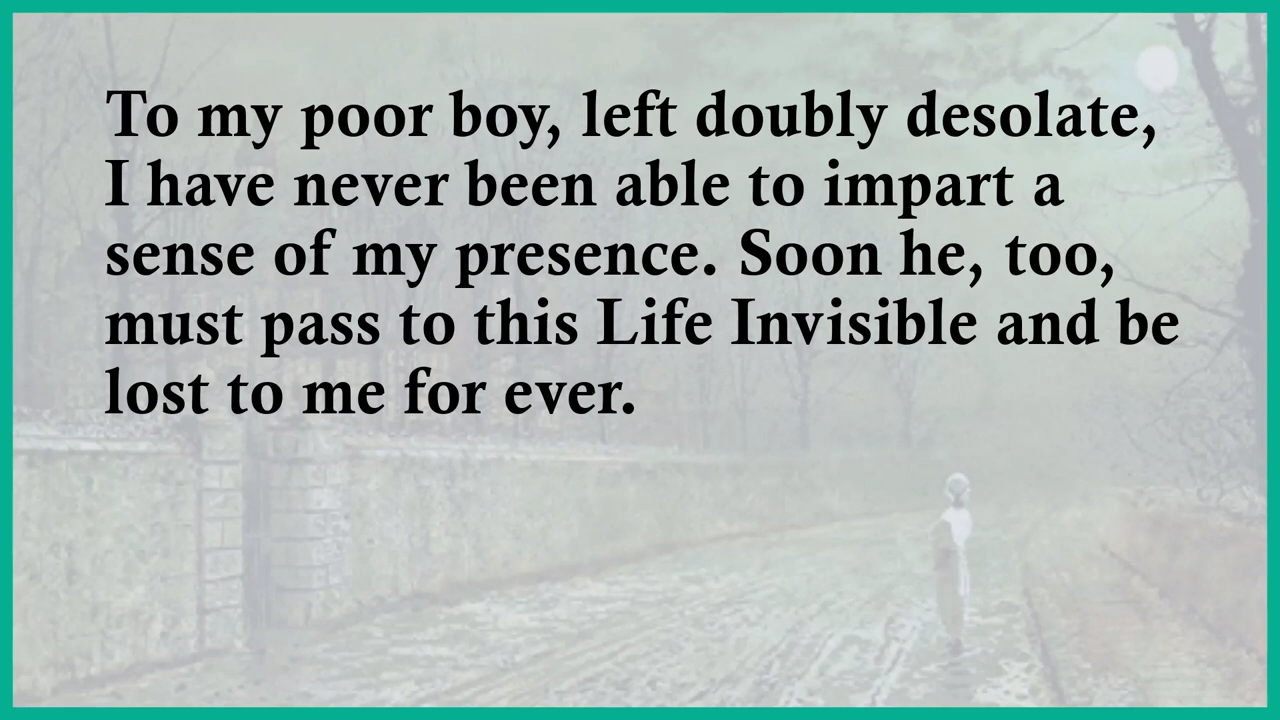 To my poor boy, left doubly desolate,
I have never been able to impart a
sense of my presence. Soon he, too,
must pass to this Life Invisible and be
lost to me for ever.